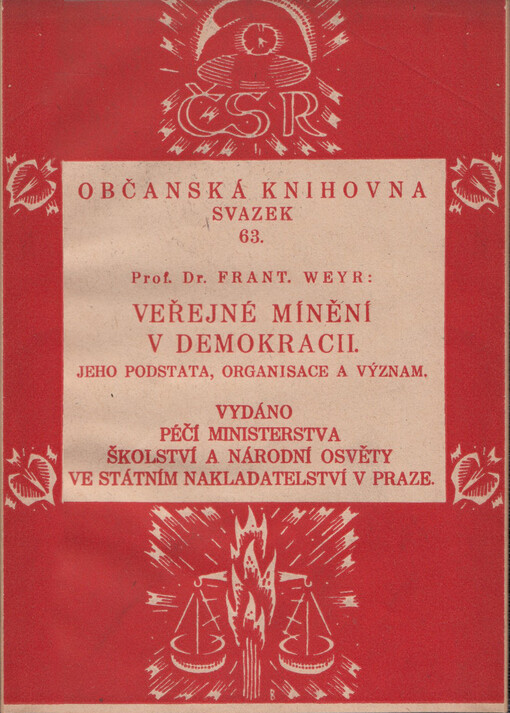 ČSR
OBČANSKÁ KNIHOVNA
SVAZEK
63.
Prof. Dr. FRANT. WEYR:
VEŘEJNÉ MÍNĚNÍ
V DEMOKRACII.
JEHO PODSTATA, ORGANISACE A VÝZNAM.
VYDÁNO
PÉČÍ MINISTERSTVA
ŠKOLSTVÍ A NÁRODNÍ OSVĚTY
VE STÁTNÍM NAKLADATELSTVÍ V PRAZE.
B